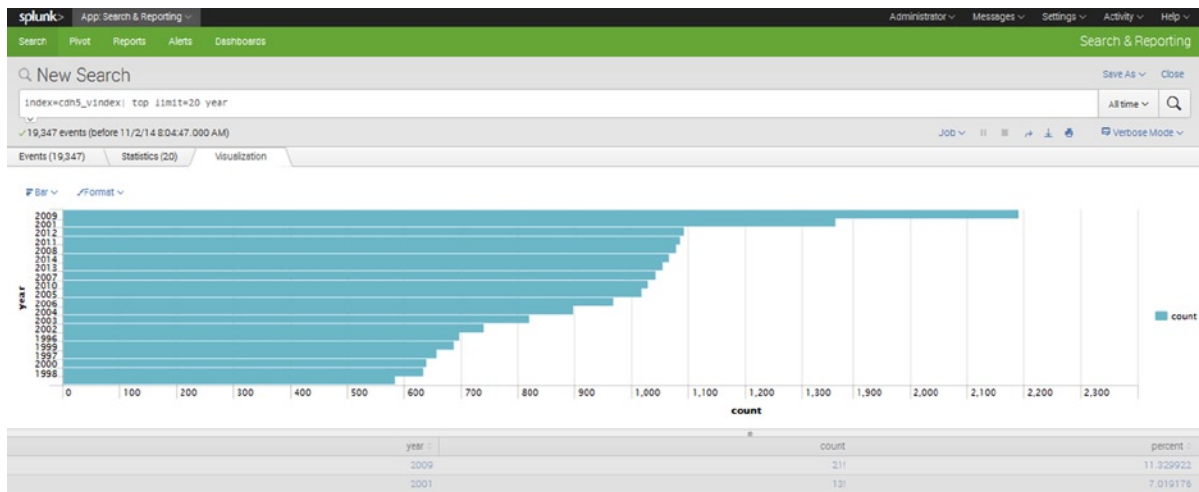 splunk> App: Search & Reporting Administrator Messages Settings Activity Help
Search Pivot Reports Alerts Dashboards Search & Reporting
New Search Save As Close
index=cdh5_vindex| top limit=20 year All time
19,347 events (before 11/2/14 8:04:47.000 AM) Job Verbose Mode
Events (19,347) Statistics (20) Visualization
Bar Format
2009
2001
2012
2011
2008
2014
2013
2007
2010
2005
2006
2004
2003
2002
1996
1999
1997
2000
1998
year
count
0 100 200 300 400 500 600 700 800 900 1,000 1,100 1,200 1,300 1,900 2,000 2,100 2,200 2,300
count
year count percent
2009 11.329922
2001 7.019176